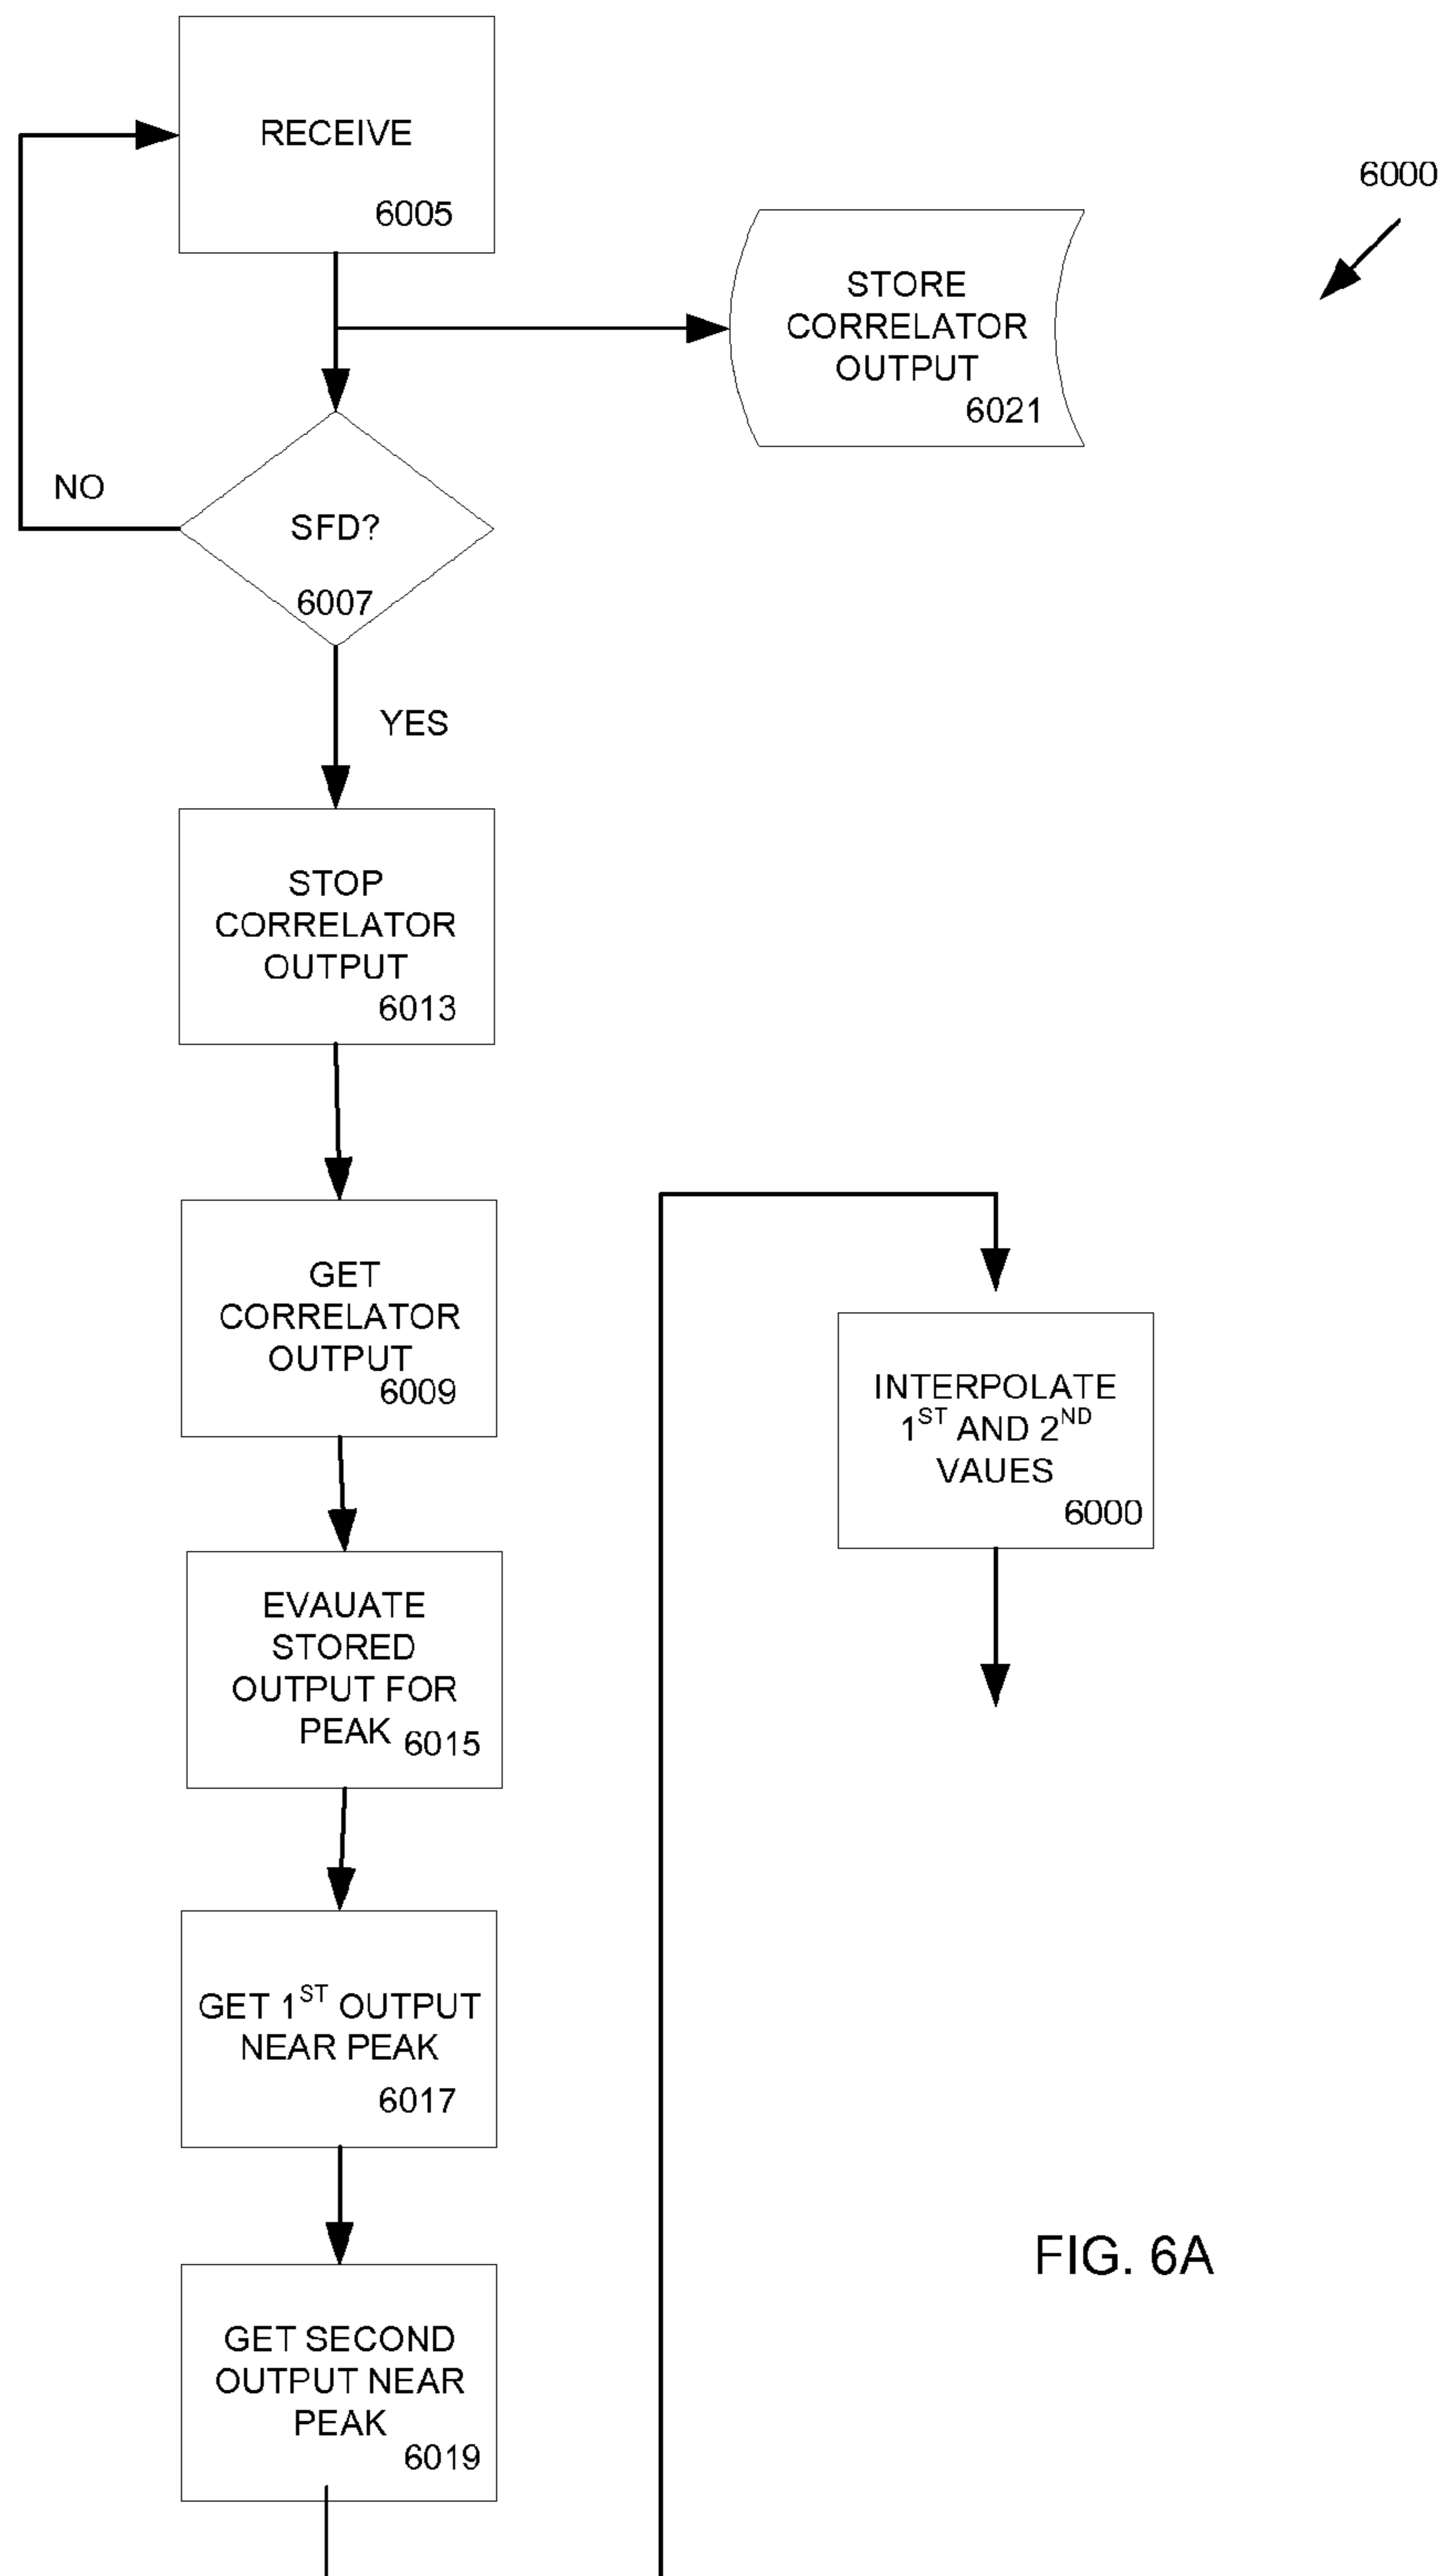 RECEIVE
6005
6000
STORE
CORRELATOR
OUTPUT
6021
NO
SFD?
6007
YES
STOP
CORRELATOR
OUTPUT
6013
GET
CORRELATOR
OUTPUT
6009
EVAUATE
STORED
OUTPUT FOR
PEAK 6015
GET 1ST OUTPUT
NEAR PEAK
6017
GET SECOND
OUTPUT NEAR
PEAK
6019
INTERPOLATE
1ST AND 2ND
VAUES
6000
FIG. 6A